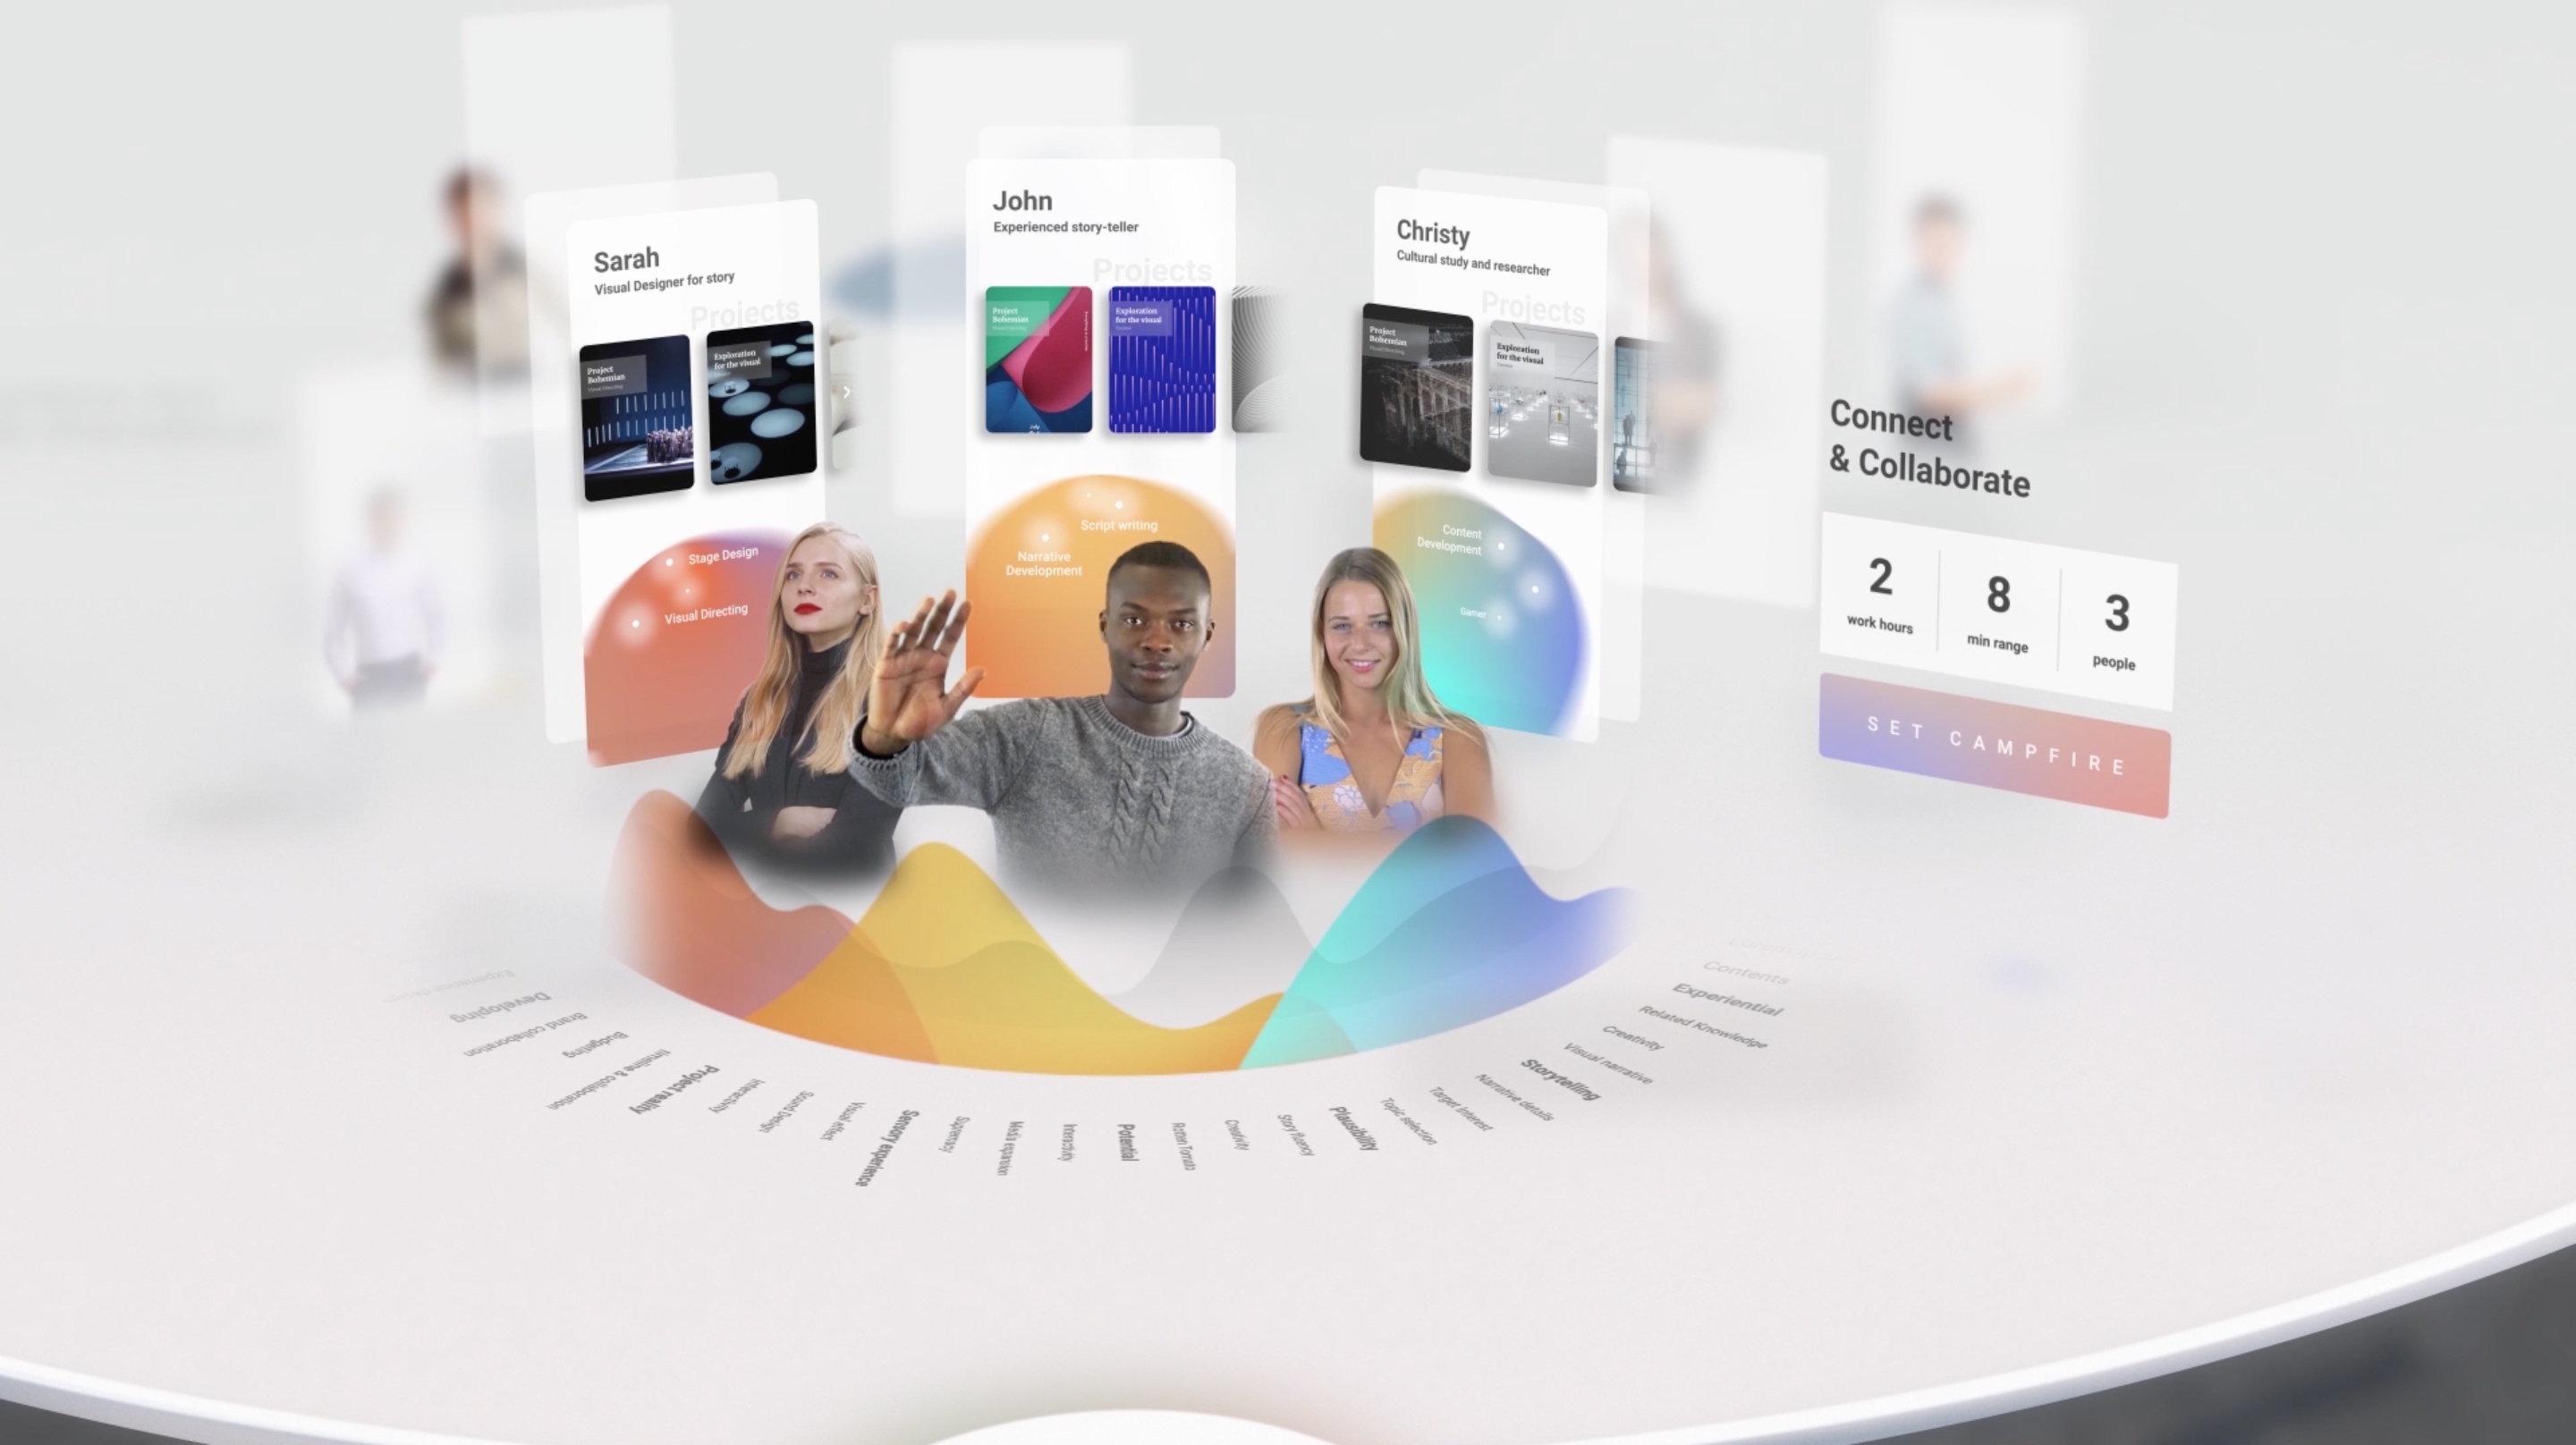 Sarah
Visual Designer for story
Projects
Project
Bohemian
Visual Directing
Exploration
for the visual
Stage Design
Visual Directing
John
Experienced story-teller
Projects
Project
Bohemian
Exploration
for the visual
Script writing
Narrative
Development
Christy
Cultural study and researcher
Projects
Project
Bohemian
Visual Directing
Exploration
for the visual
Content
Development
Gamer
Connect
& Collaborate
2
work hours
8
min range
3
people
SET CAMPFIRE
Developing
Brand collaboration
Budgeting
Timeline & collaboration
Project reality
Interactivity
Sound Design
Visual effect
Sensory experience
Supremacy
Media expansion
Interactivity
Potential
Rotten Tomato
Creativity
Story fluency
Plausibility
Topic selection
Target Interest
Narrative details
Storytelling
Visual narrative
Creativity
Related Knowledge
Experiential
Contents